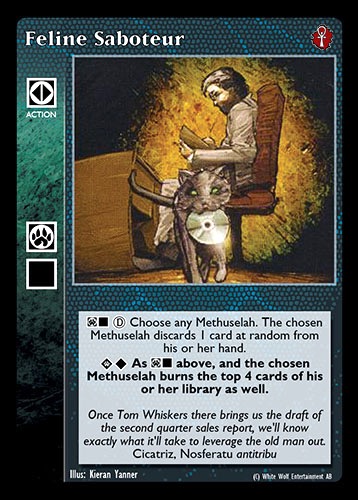 Feline Saboteur
ACTION
D Choose any Methuselah. The chosen
Methuselah discards 1 card at random from
his or her hand.
As above, and the chosen
Methuselah burns the top 4 cards of his
or her library as well.
Once Tom Whiskers there brings us the draft of
the second quarter sales report, we'll know
exactly what it'll take to leverage the old man out.
Cicatriz, Nosferatu antitribu
Illus: Kieran Yanner
(C) White Wolf Entertainment AB